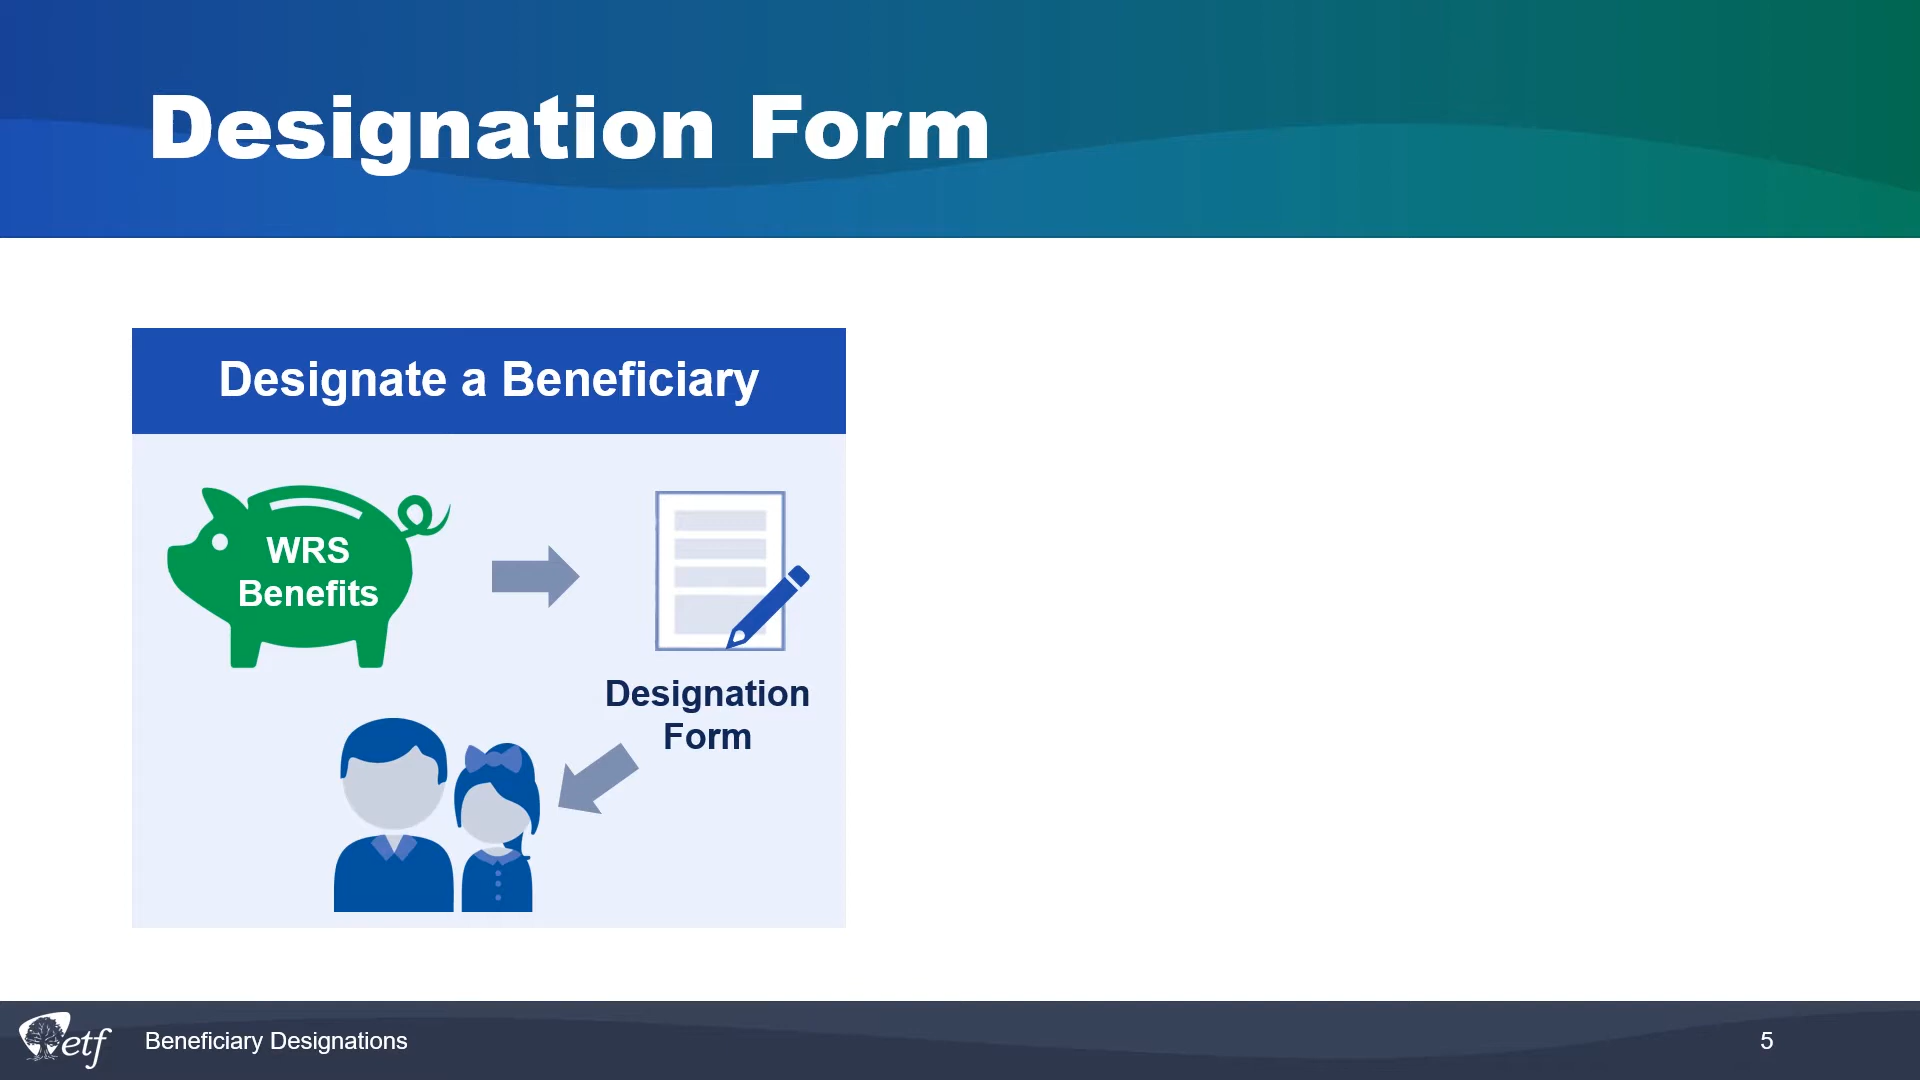 Designation Form
Designate a Beneficiary
WRS
Benefits
Designation
Form
etf
Beneficiary Designations
5